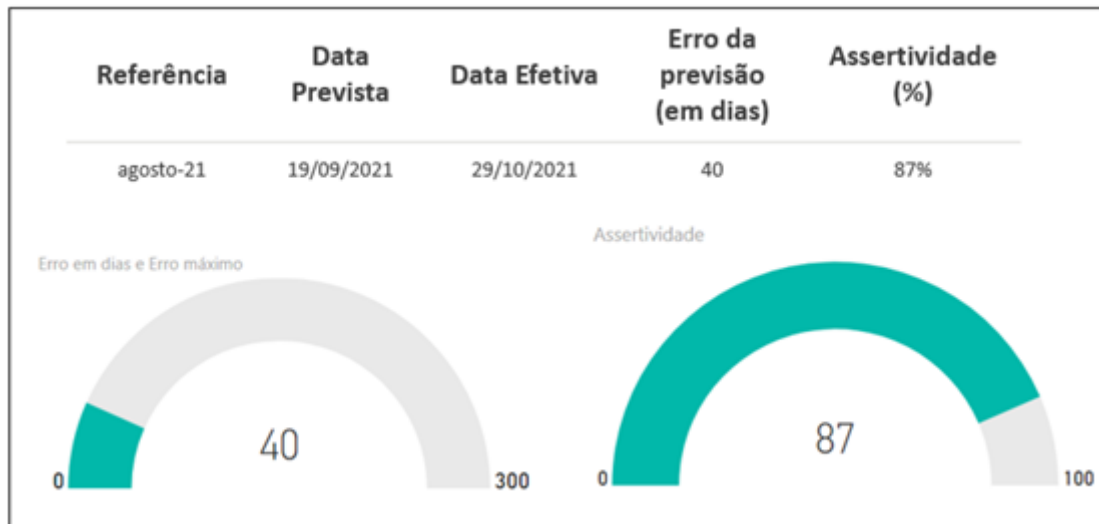 Referência Data Prevista Data Efetiva Erro da previsão (em dias) Assertividade (%)
agosto-21 19/09/2021 29/10/2021 40 87%
Erro em dias e Erro máximo
40
0
300
Assertividade
87
0
100